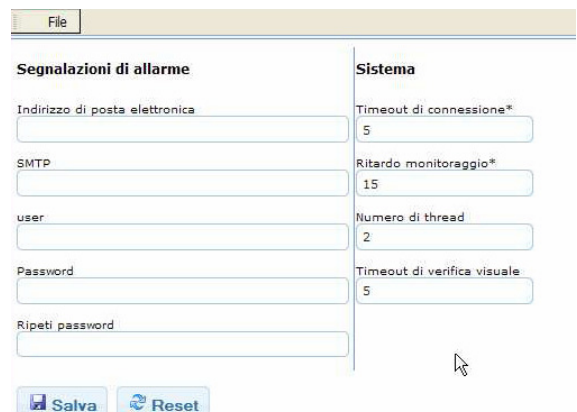 File
Segnalazioni di allarme
Indirizzo di posta elettronica
SMTP
user
Password
Ripeti password
Sistema
Timeout di connessione*
5
Ritardo monitoraggio*
15
Numero di thread
2
Timeout di verifica visuale
5
Salva
Reset